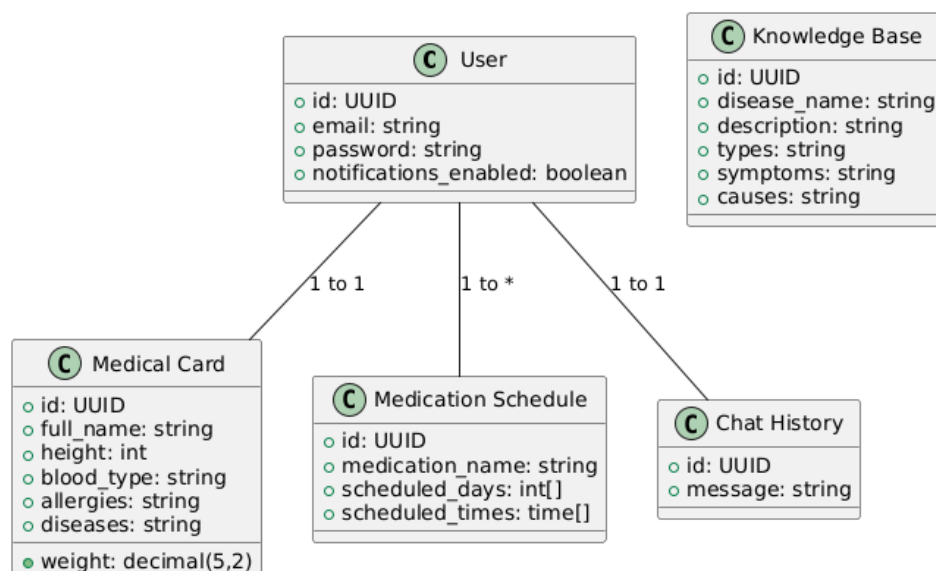 C User
id: UUID
email: string
password: string
notifications_enabled: boolean
C Knowledge Base
id: UUID
disease_name: string
description: string
types: string
symptoms: string
causes: string
1 to 1
1 to *
1 to 1
C Medical Card
id: UUID
full_name: string
height: int
blood_type: string
allergies: string
diseases: string
weight: decimal(5,2)
C Medication Schedule
id: UUID
medication_name: string
scheduled_days: int[]
scheduled_times: time[]
C Chat History
id: UUID
message: string